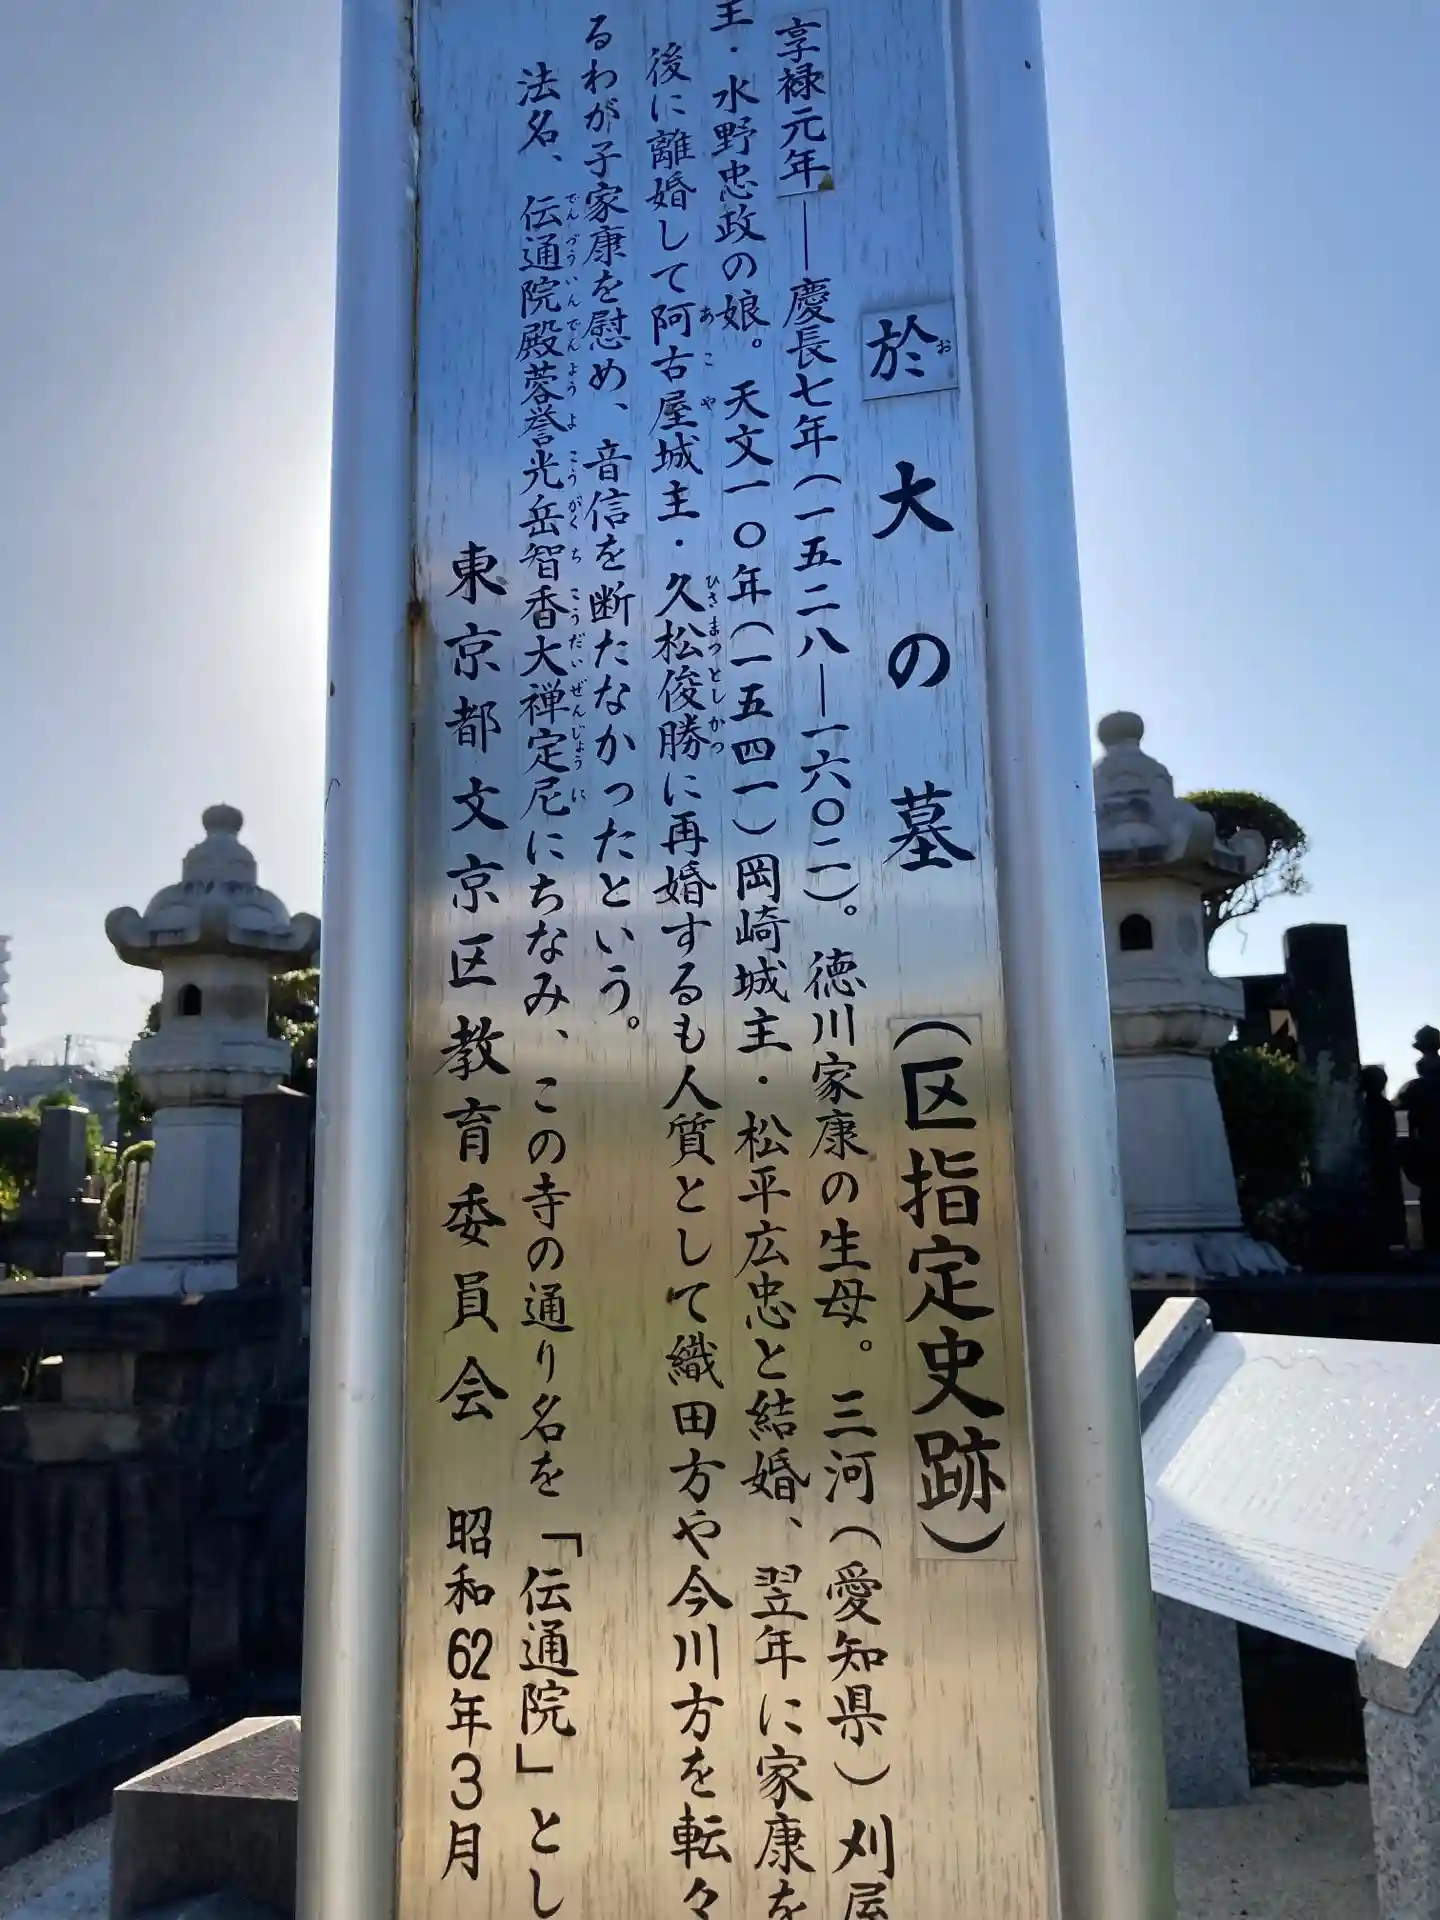 於大の墓 (区指定史跡)
享禄元年――慶長七年(一五二八―一六〇二)。徳川家康の生母。三河(愛知県)刈屋
主・水野忠政の娘。天文一〇年(一五四一)岡崎城主・松平広忠と結婚、翌年に家康を
後に離婚して阿古屋城主・久松俊勝に再婚するも人質として織田方や今川方を転々
るわが子家康を慰め、音信を断たなかったという。
法名、伝通院殿蓉誉光岳智香大禅定尼にちなみ、この寺の通り名を「伝通院」とし
東京都文京区教育委員会 昭和62年3月